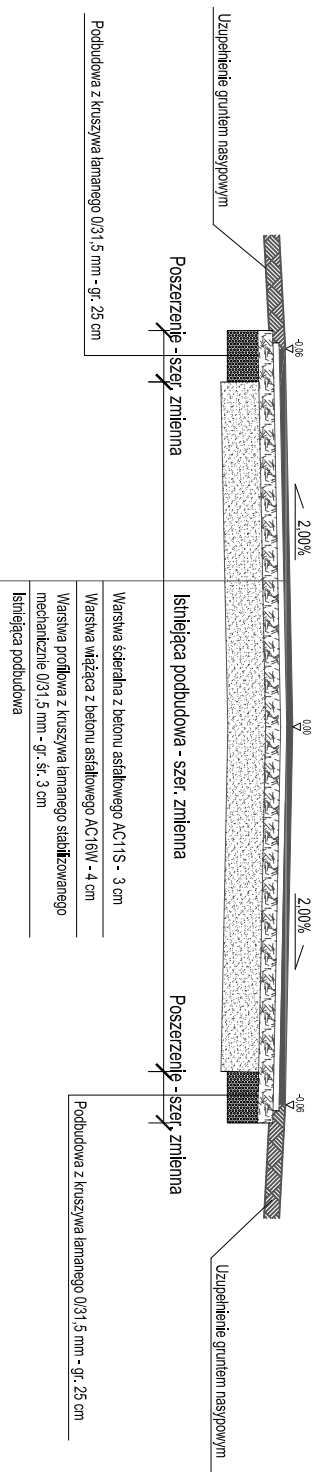 Uzupełnienie gruntem nasypowym
Podbudowa z kruszywa łamanego 0/31,5 mm - gr. 25 cm
-0,06
2,00%
0,00
2,00%
-0,06
Poszerzenie - szer. zmienna
Istniejąca podbudowa - szer. zmienna
Poszerzenie - szer. zmienna
Warstwa ścieralna z betonu asfaltowego AC11S - 3 cm
Warstwa wiążąca z betonu asfaltowego AC16W - 4 cm
Warstwa profilowa z kruszywa łamanego stabilizowanego
mechanicznie 0/31,5 mm - gr. śr. 3 cm
Istniejąca podbudowa
Uzupełnienie gruntem nasypowym
Podbudowa z kruszywa łamanego 0/31,5 mm - gr. 25 cm